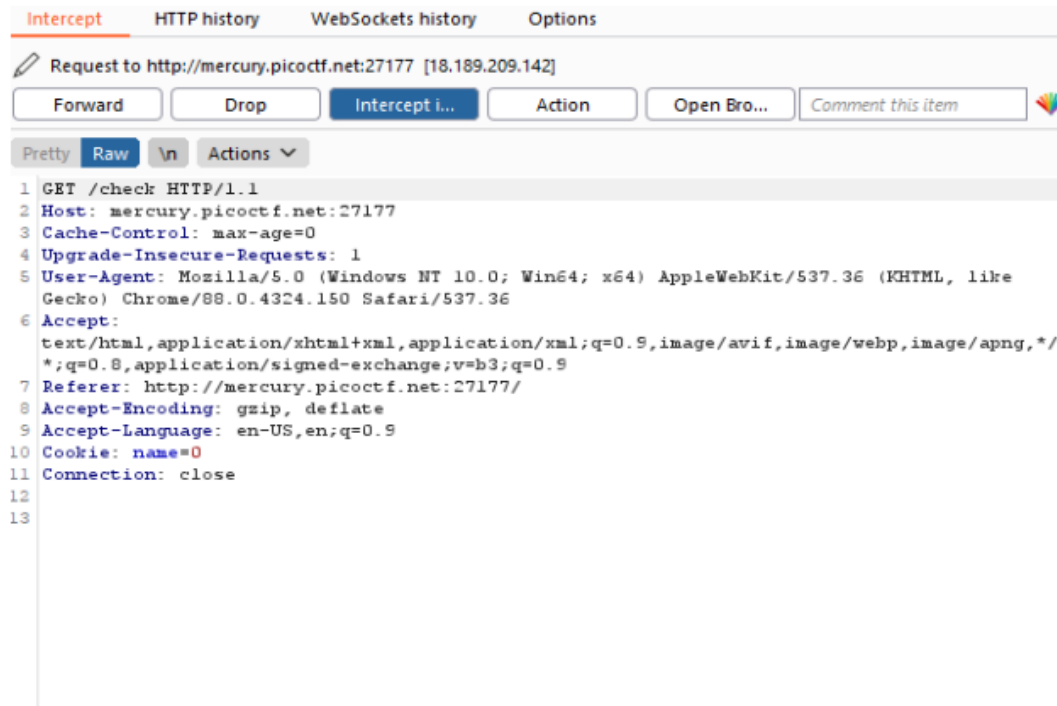 Intercept HTTP history WebSockets history Options
Request to http://mercury.picoctf.net:27177 [18.189.209.142]
Forward Drop Intercept i... Action Open Bro... Comment this item
Pretty Raw \n Actions
1 GET /check HTTP/1.1
2 Host: mercury.picoctf.net:27177
3 Cache-Control: max-age=0
4 Upgrade-Insecure-Requests: 1
5 User-Agent: Mozilla/5.0 (Windows NT 10.0; Win64; x64) AppleWebKit/537.36 (KHTML, like
Gecko) Chrome/88.0.4324.150 Safari/537.36
6 Accept:
text/html,application/xhtml+xml,application/xml;q=0.9,image/avif,image/webp,image/apng,*/
*;q=0.8,application/signed-exchange;v=b3;q=0.9
7 Referer: http://mercury.picoctf.net:27177/
8 Accept-Encoding: gzip, deflate
9 Accept-Language: en-US,en;q=0.9
10 Cookie: name=0
11 Connection: close
12
13